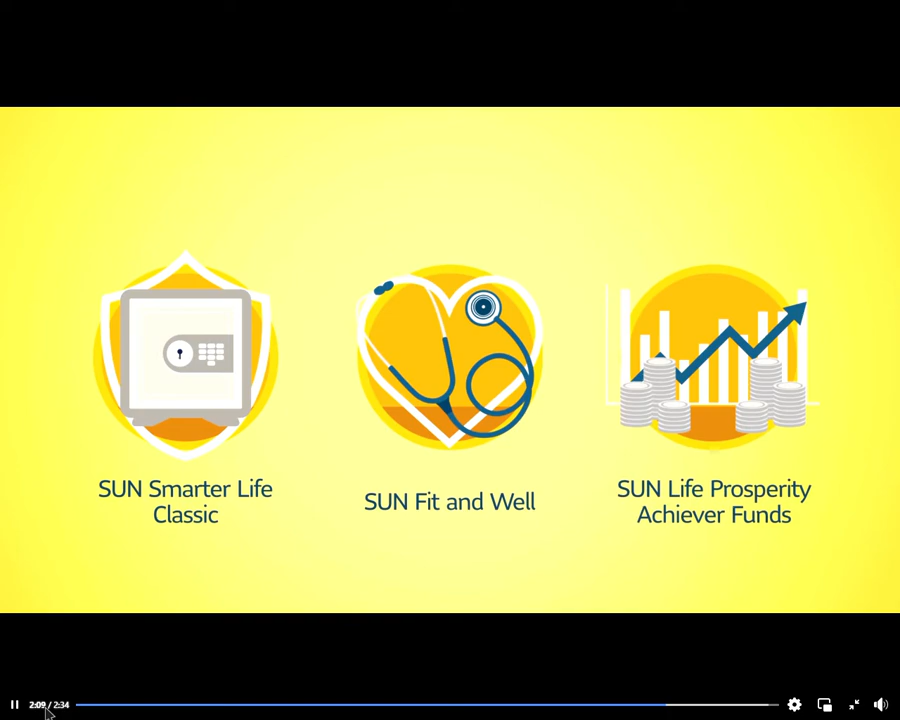 SUN Smarter Life
Classic
SUN Fit and Well
SUN Life Prosperity
Achiever Funds
2:09 / 2:34